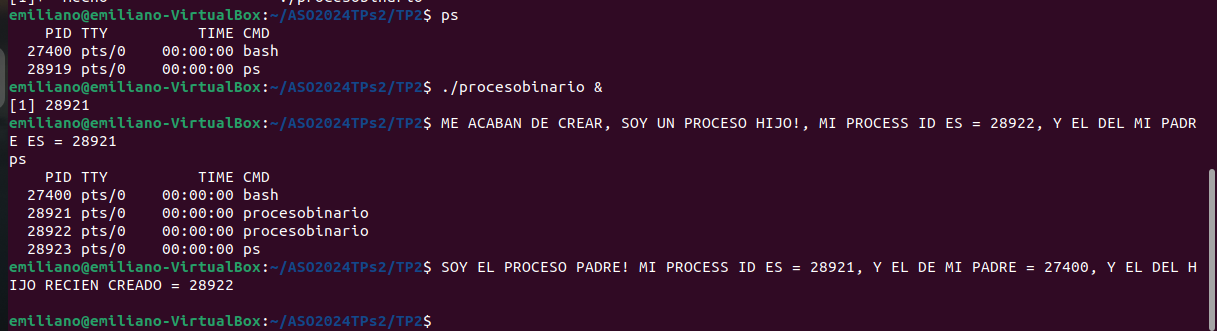 [1]+  Hecho                   ./procesobinario
emiliano@emiliano-VirtualBox:~/ASO2024TPs2/TP2$ ps
    PID TTY          TIME CMD
  27400 pts/0    00:00:00 bash
  28919 pts/0    00:00:00 ps
emiliano@emiliano-VirtualBox:~/ASO2024TPs2/TP2$ ./procesobinario &
[1] 28921
emiliano@emiliano-VirtualBox:~/ASO2024TPs2/TP2$ ME ACABAN DE CREAR, SOY UN PROCESO HIJO!, MI PROCESS ID ES = 28922, Y EL DEL MI PADR
E ES = 28921
ps
    PID TTY          TIME CMD
  27400 pts/0    00:00:00 bash
  28921 pts/0    00:00:00 procesobinario
  28922 pts/0    00:00:00 procesobinario
  28923 pts/0    00:00:00 ps
emiliano@emiliano-VirtualBox:~/ASO2024TPs2/TP2$ SOY EL PROCESO PADRE! MI PROCESS ID ES = 28921, Y EL DE MI PADRE = 27400, Y EL DEL H
IJO RECIEN CREADO = 28922
emiliano@emiliano-VirtualBox:~/ASO2024TPs2/TP2$